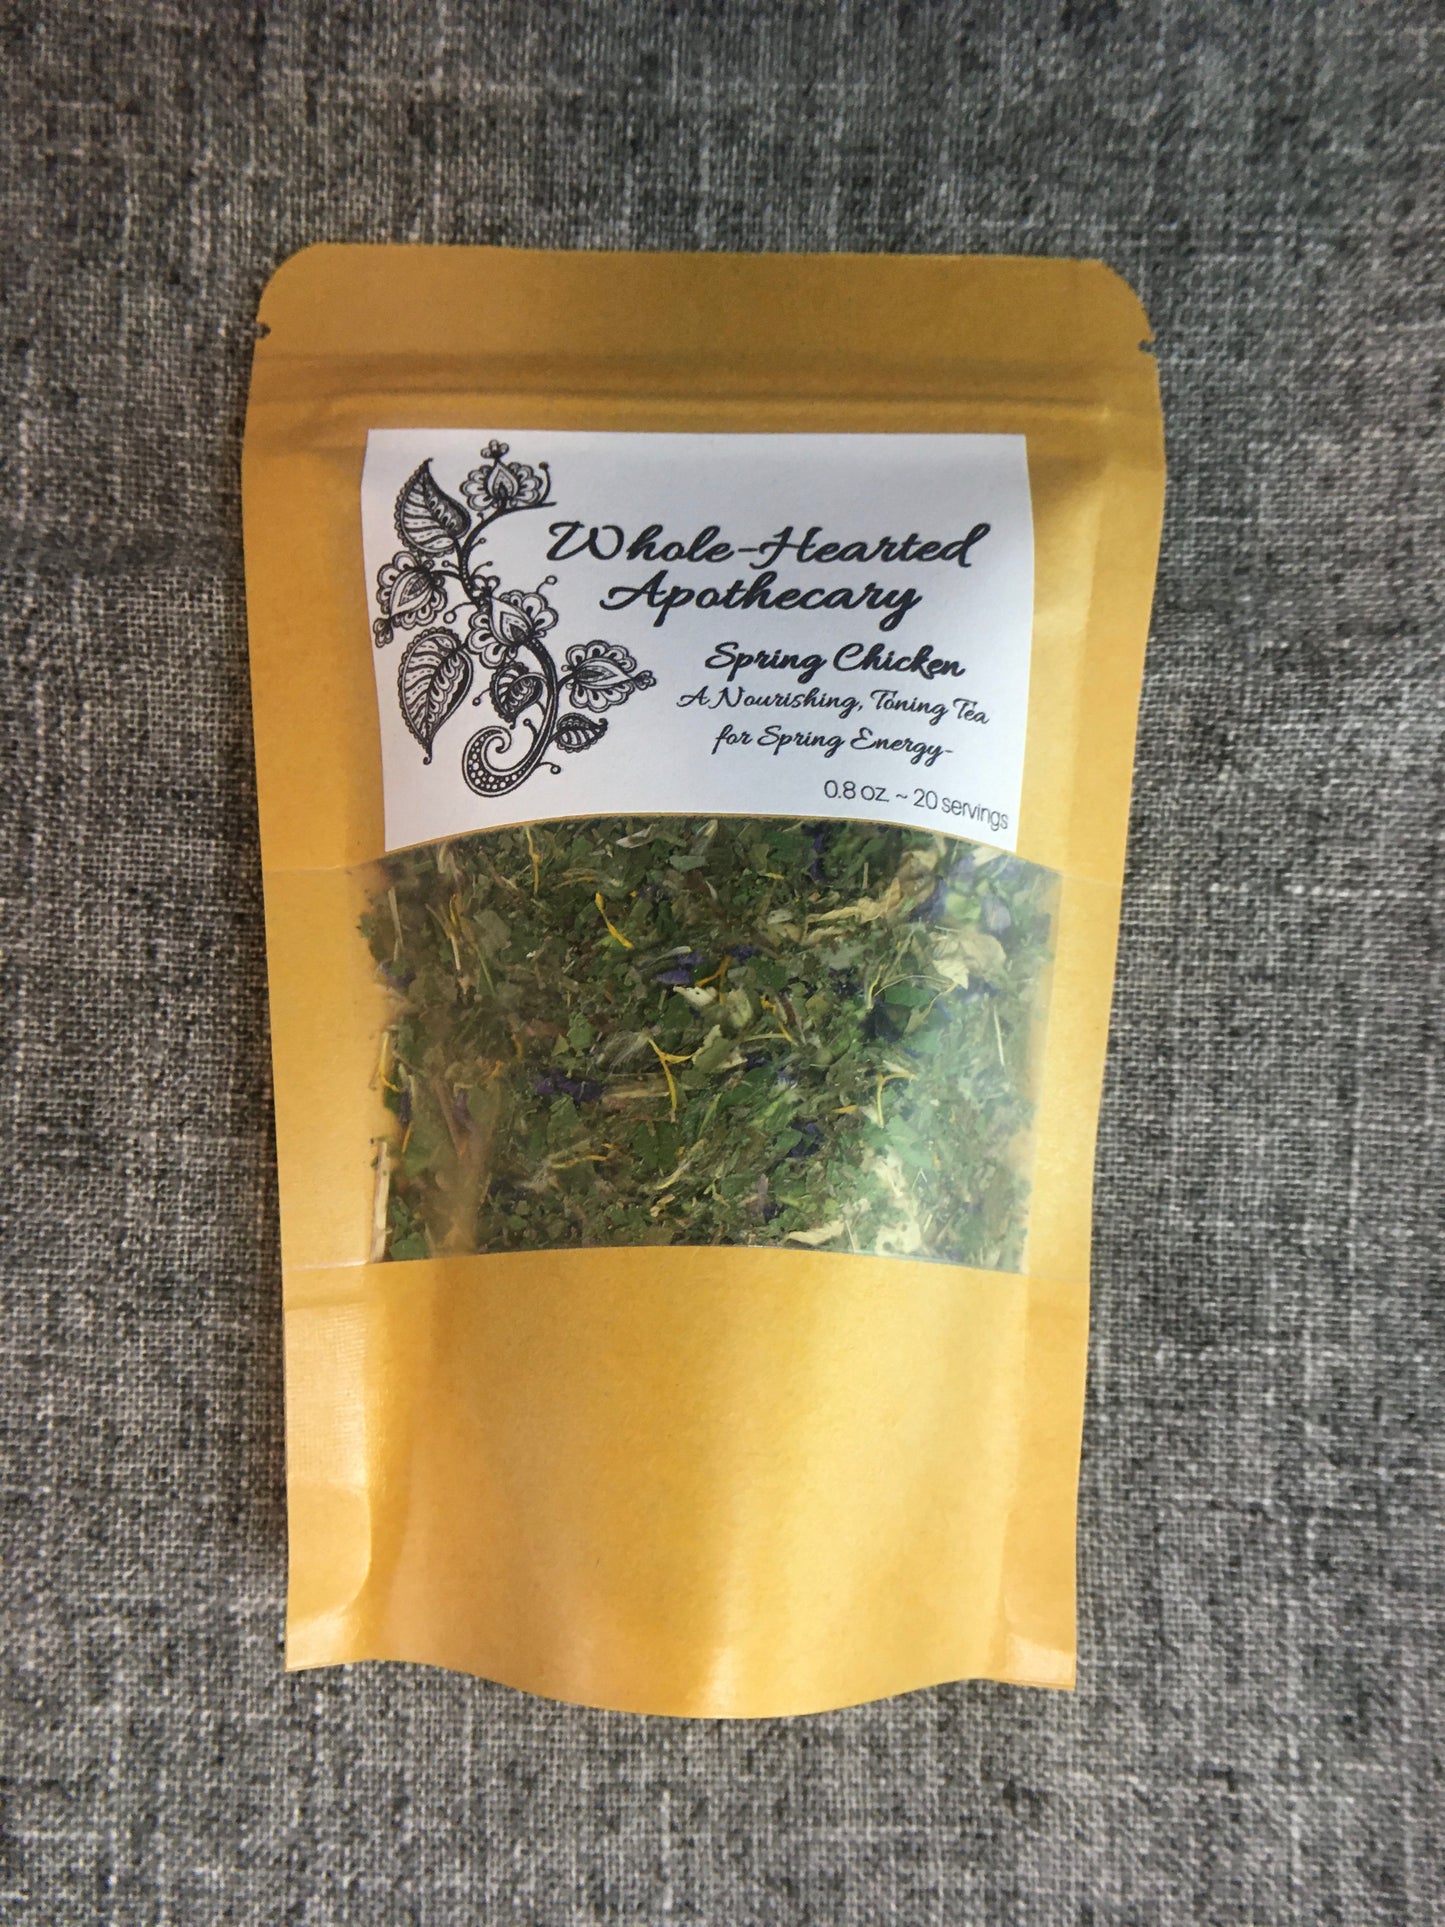 Whole-Hearted
Apothecary
Spring Chicken
A Nourishing, Toning Tea
for Spring Energy-
0.8 oz ~ 20 servings